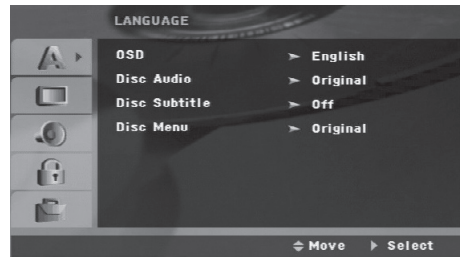 LANGUAGE
OSD ➢ English
Disc Audio ➢ Original
Disc Subtitle ➢ Off
Disc Menu ➢ Original
Move Select